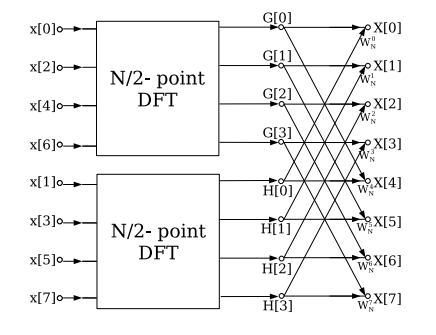 x[0] G[0] X[0]
W_N^0
x[2] G[1] X[1]
W_N^1
N/2- point
DFT
x[4] G[2] X[2]
W_N^2
x[6] G[3] X[3]
W_N^3
x[1] H[0] X[4]
W_N^4
x[3] H[1] X[5]
W_N^5
N/2- point
DFT
x[5] H[2] X[6]
W_N^6
x[7] H[3] X[7]
W_N^7